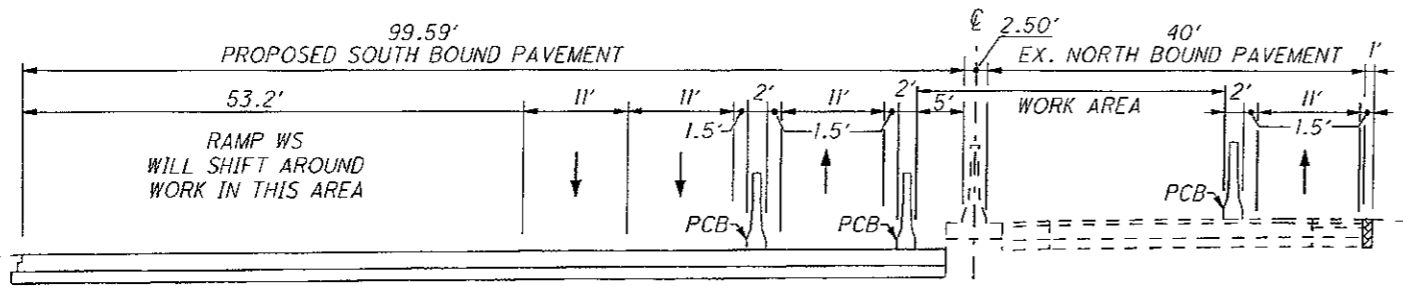 99.59'
PROPOSED SOUTH BOUND PAVEMENT
℄
2.50'
40'
EX. NORTH BOUND PAVEMENT
1'
53.2'
11'
11'
2'
11'
2'
5'
WORK AREA
2'
11'
1.5'
1.5'
1.5'
RAMP WS
WILL SHIFT AROUND
WORK IN THIS AREA
PCB
PCB
PCB